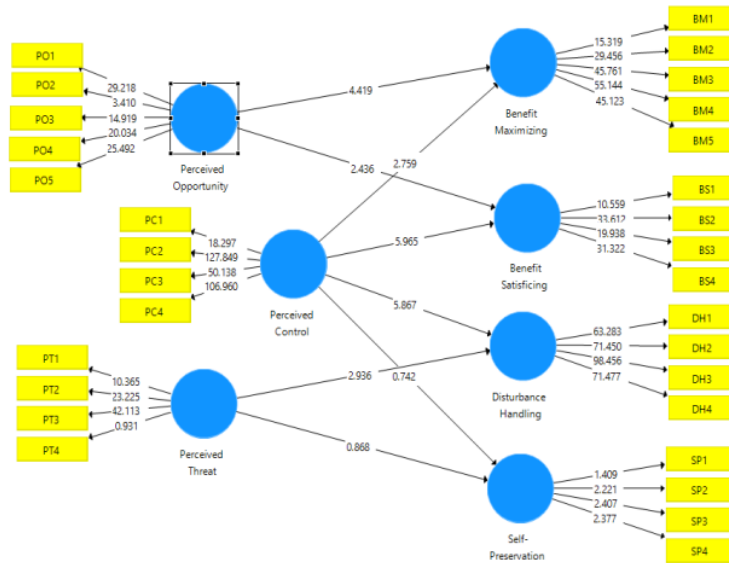 BM1
PO1
15.319
BM2
29.456
PO2
29.218
45.761
BM3
3.410
4.419
55.144
PO3
14.919
45.123
BM4
20.034
Benefit
PO4
25.492
Maximizing
BM5
PO5
Perceived
2.436
2.759
Opportunity
BS1
10.559
PC1
33.612
BS2
18.297
19.938
PC2
127.849
5.965
31.322
BS3
50.138
PC3
106.960
Benefit
BS4
Satisficing
PC4
Perceived
5.867
Control
DH1
63.283
PT1
71.450
DH2
10.365
98.456
PT2
23.225
2.936
71.477
DH3
42.113
0.742
PT3
0.931
Disturbance
DH4
Handling
PT4
0.868
Perceived
Threat
SP1
1.409
2.221
SP2
2.407
2.377
SP3
Self-
SP4
Preservation